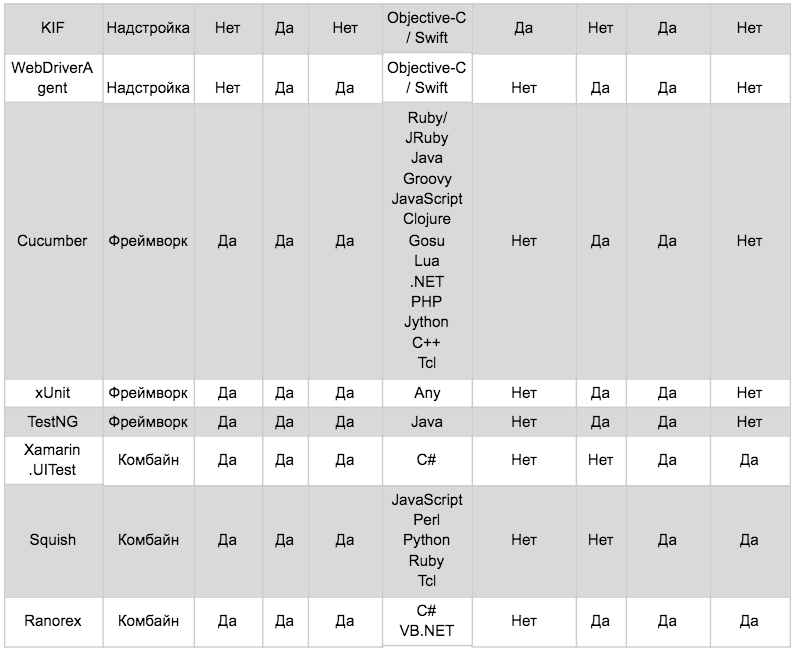 KIF Надстройка Нет Да Нет Objective-C / Swift Да Нет Да Нет
WebDriverAgent Надстройка Нет Да Да Objective-C / Swift Нет Да Да Нет
Cucumber Фреймворк Да Да Да Ruby/ JRuby Java Groovy JavaScript Clojure Gosu Lua .NET PHP Jython C++ Tcl Нет Да Да Нет
xUnit Фреймворк Да Да Да Any Нет Да Да Нет
TestNG Фреймворк Да Да Да Java Нет Да Да Нет
Xamarin .UITest Комбайн Да Да Да C# Нет Нет Да Да
Squish Комбайн Да Да Да JavaScript Perl Python Ruby Tcl Нет Нет Да Да
Ranorex Комбайн Да Да Да C# VB.NET Нет Да Да Да